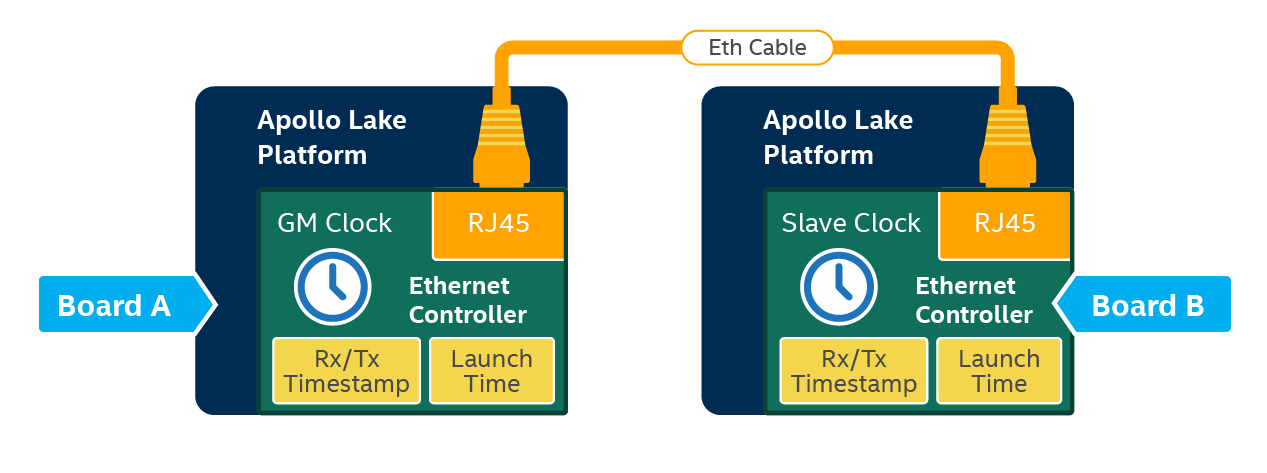 Eth Cable
Apollo Lake
Platform
GM Clock
RJ45
Ethernet
Controller
Rx/Tx
Timestamp
Launch
Time
Board A
Apollo Lake
Platform
Slave Clock
RJ45
Ethernet
Controller
Rx/Tx
Timestamp
Launch
Time
Board B